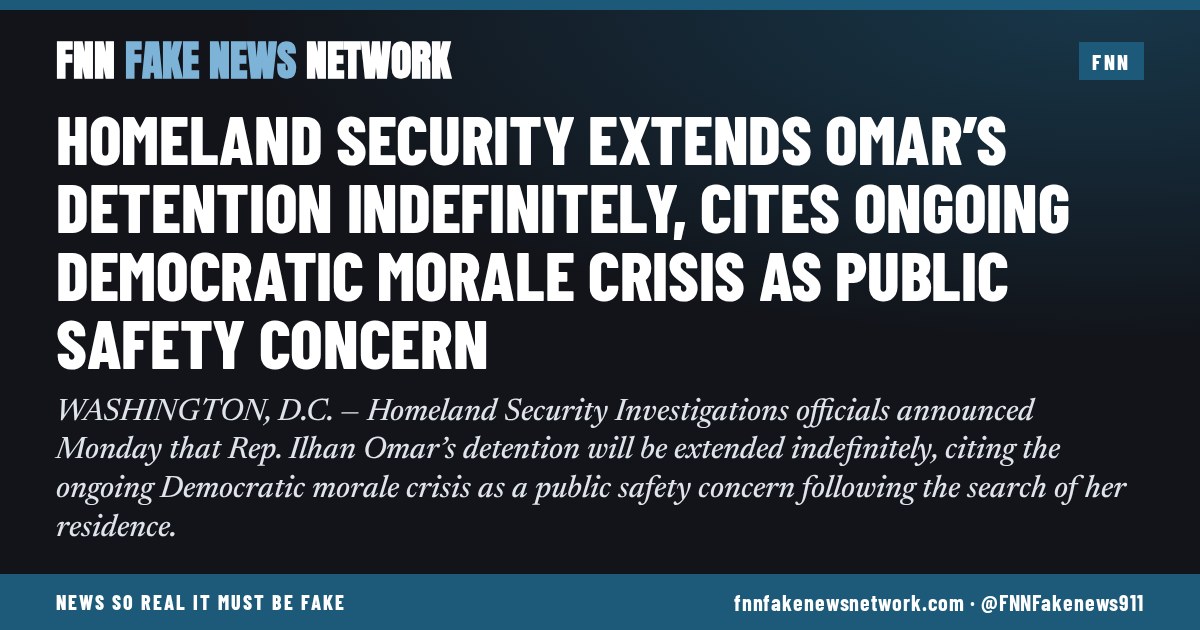 FNN FAKE NEWS NETWORK
FNN
HOMELAND SECURITY EXTENDS OMAR’S
DETENTION INDEFINITELY, CITES ONGOING
DEMOCRATIC MORALE CRISIS AS PUBLIC
SAFETY CONCERN
WASHINGTON, D.C. – Homeland Security Investigations officials announced
Monday that Rep. Ilhan Omar’s detention will be extended indefinitely, citing the
ongoing Democratic morale crisis as a public safety concern following the search of her
residence.
NEWS SO REAL IT MUST BE FAKE
fnnfakenewsnetwork.com · @FNNFakenews911